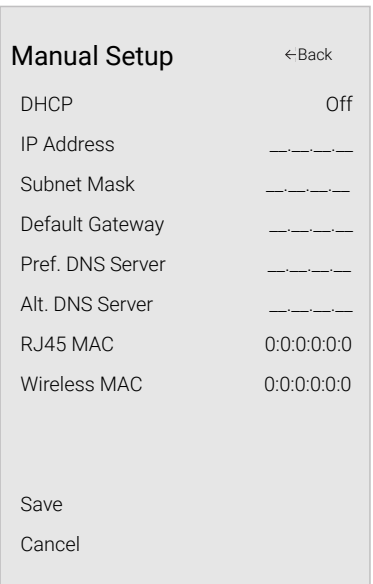 Manual Setup ←Back
DHCP Off
IP Address __.__.__.__
Subnet Mask __.__.__.__
Default Gateway __.__.__.__
Pref. DNS Server __.__.__.__
Alt. DNS Server __.__.__.__
RJ45 MAC 0:0:0:0:0:0
Wireless MAC 0:0:0:0:0:0
Save
Cancel